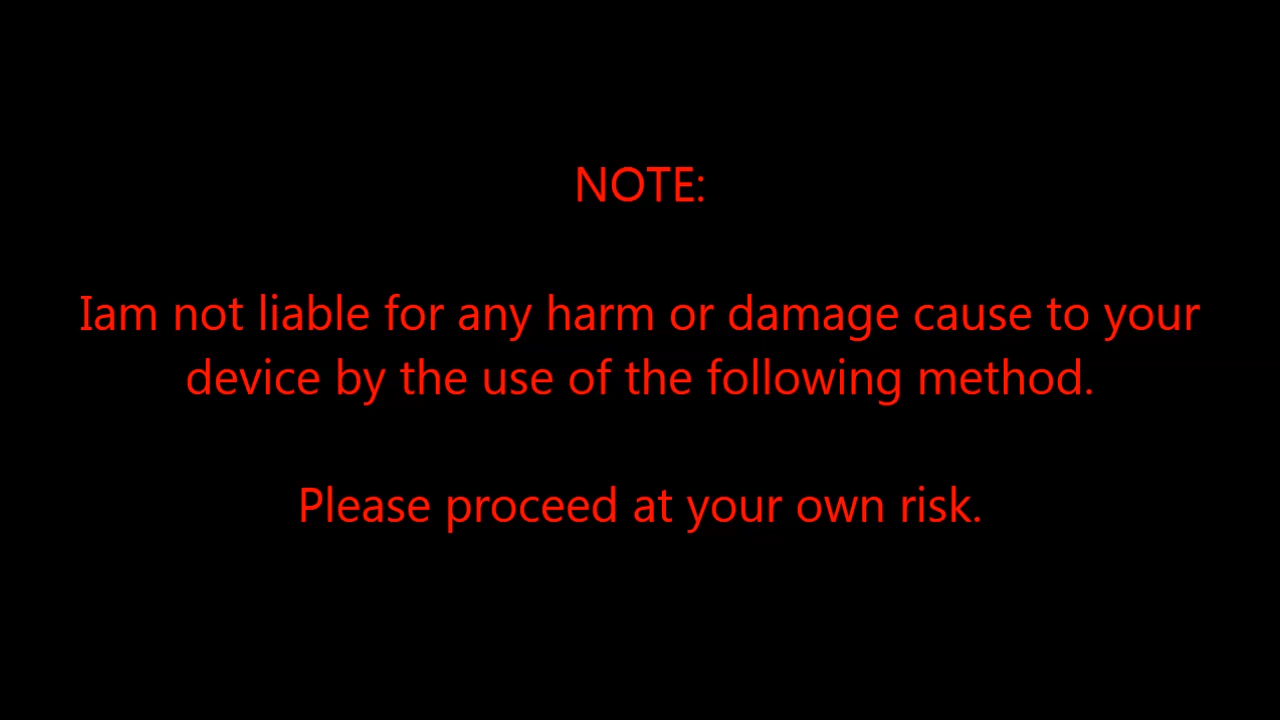 NOTE:
Iam not liable for any harm or damage cause to your
device by the use of the following method.
Please proceed at your own risk.